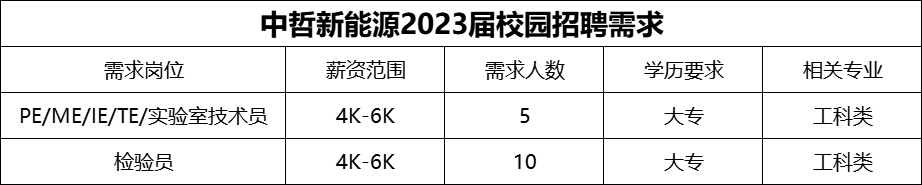 中哲新能源2023届校园招聘需求
需求岗位 薪资范围 需求人数 学历要求 相关专业
PE/ME/IE/TE/实验室技术员 4K-6K 5 大专 工科类
检验员 4K-6K 10 大专 工科类